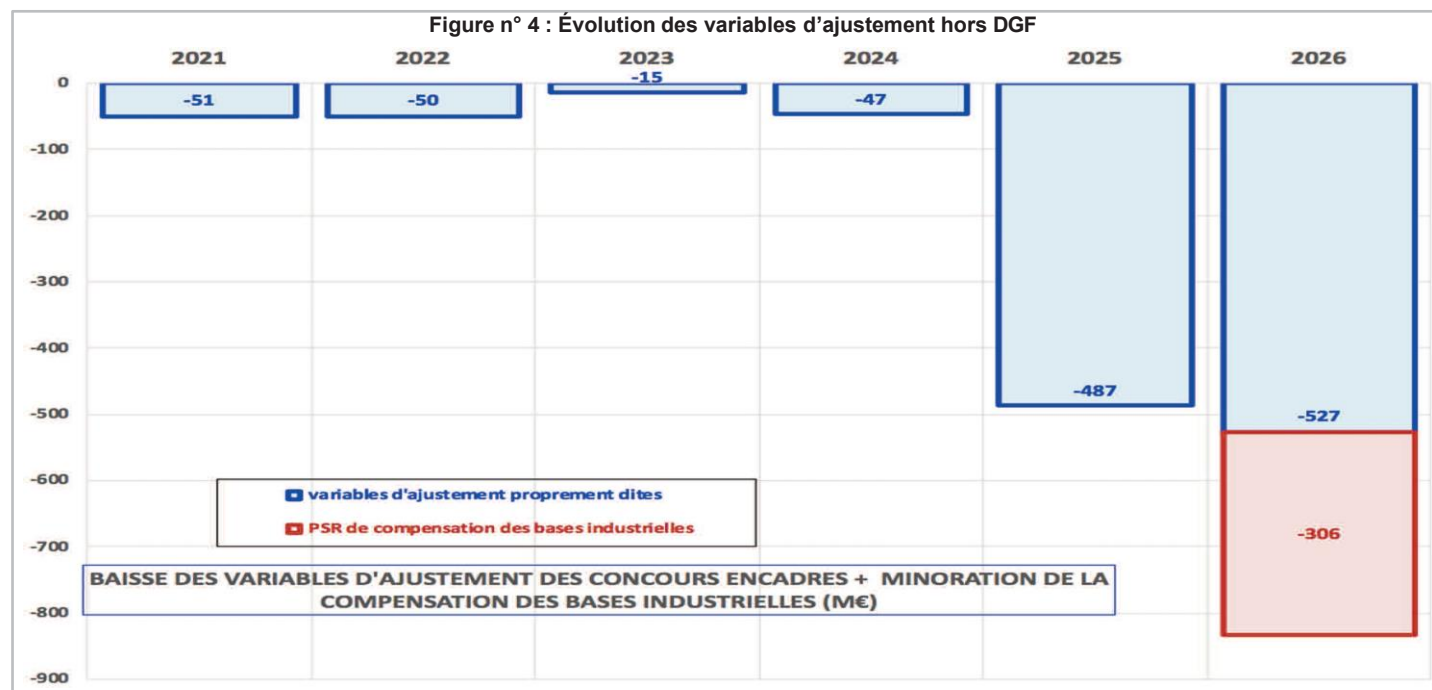 Figure n° 4 : Évolution des variables d'ajustement hors DGF
2021 2022 2023 2024 2025 2026
0
-51 -50 -15 -47
-100
-200
-300
-400
-487
-500
-527
-600
variables d'ajustement proprement dites
PSR de compensation des bases industrielles
-306
-700
BAISSE DES VARIABLES D'AJUSTEMENT DES CONCOURS ENCADRES + MINORATION DE LA
COMPENSATION DES BASES INDUSTRIELLES (M€)
-800
-900